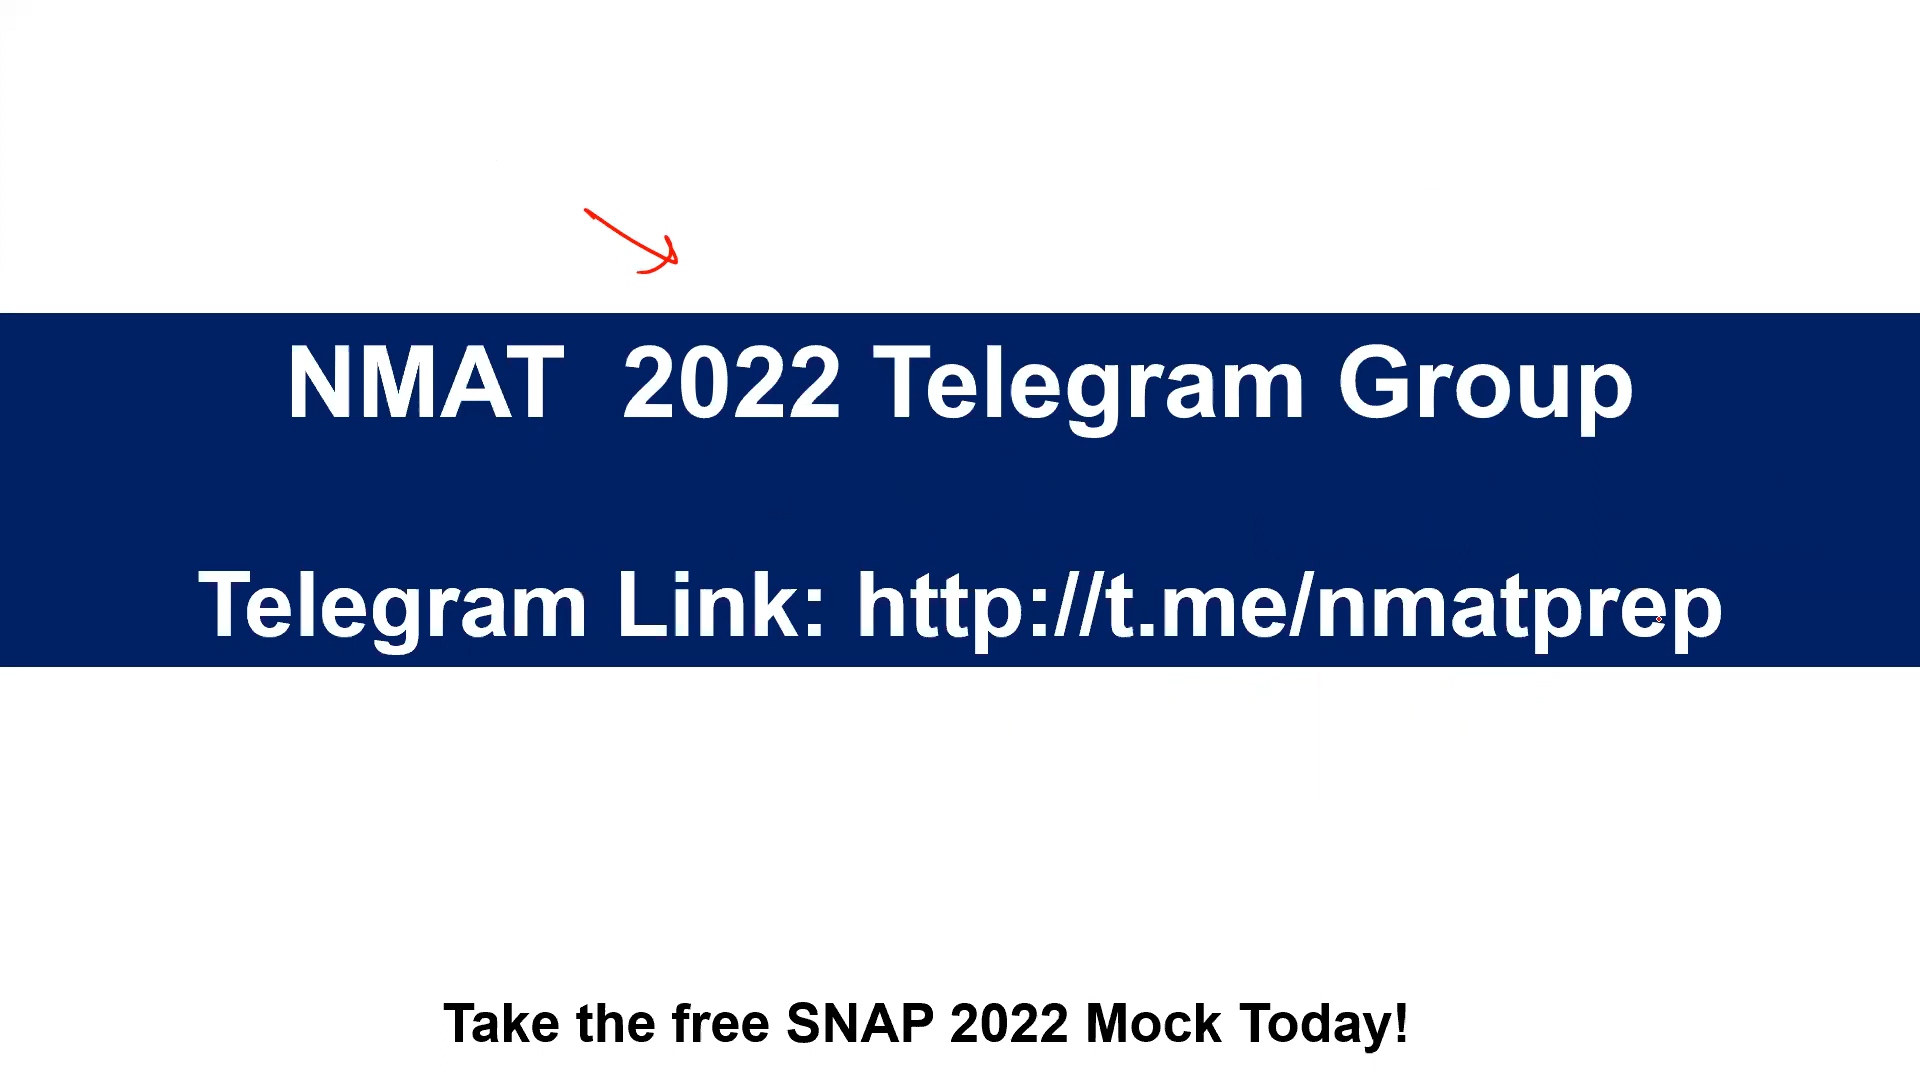 NMAT  2022 Telegram Group
Telegram Link: http://t.me/nmatprep
Take the free SNAP 2022 Mock Today!